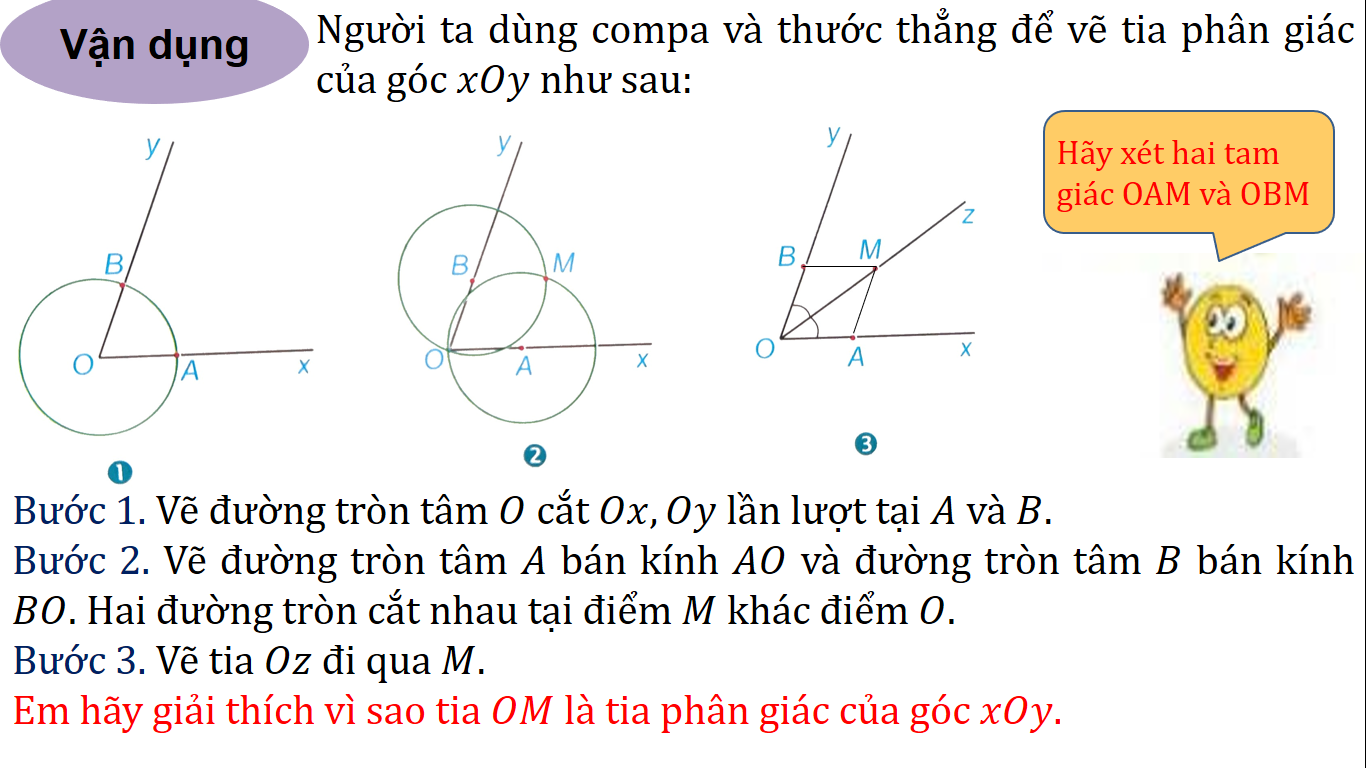 Vận dụng
Người ta dùng compa và thước thẳng để vẽ tia phân giác
của góc xOy như sau:
Hãy xét hai tam
giác OAM và OBM
y
B
O
A
x
1
y
B
M
O
A
x
2
y
z
B
M
O
A
x
3
Bước 1. Vẽ đường tròn tâm O cắt Ox, Oy lần lượt tại A và B.
Bước 2. Vẽ đường tròn tâm A bán kính AO và đường tròn tâm B bán kính
BO. Hai đường tròn cắt nhau tại điểm M khác điểm O.
Bước 3. Vẽ tia Oz đi qua M.
Em hãy giải thích vì sao tia OM là tia phân giác của góc xOy.